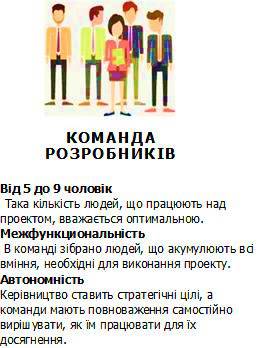 КОМАНДА
РОЗРОБНИКІВ
Від 5 до 9 чоловік
Така кількість людей, що працюють над
проектом, вважається оптимальною.
Межфункциональність
В команді зібрано людей, що акумулюють всі
вміння, необхідні для виконання проекту.
Автономність
Керівництво ставить стратегічні цілі, а
команди мають повноваження самостійно
вирішувати, як їм працювати для їх
досягнення.